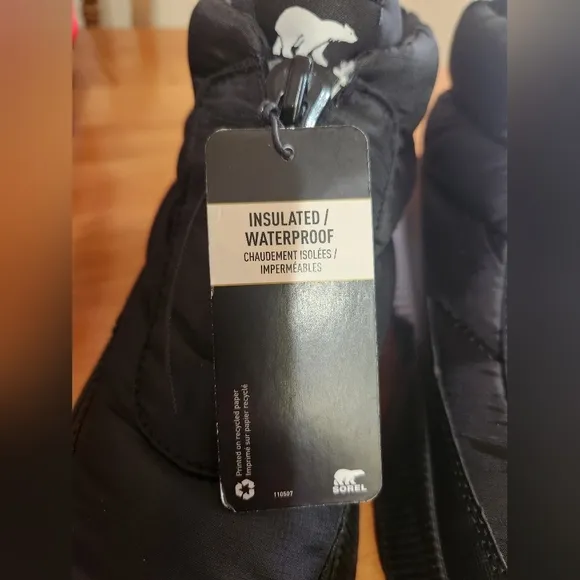 INSULATED /
WATERPROOF
CHAUDEMENT ISOLÉES /
IMPERMÉABLES
Printed on recycled paper
Imprimé sur papier recyclé
110507
SOREL